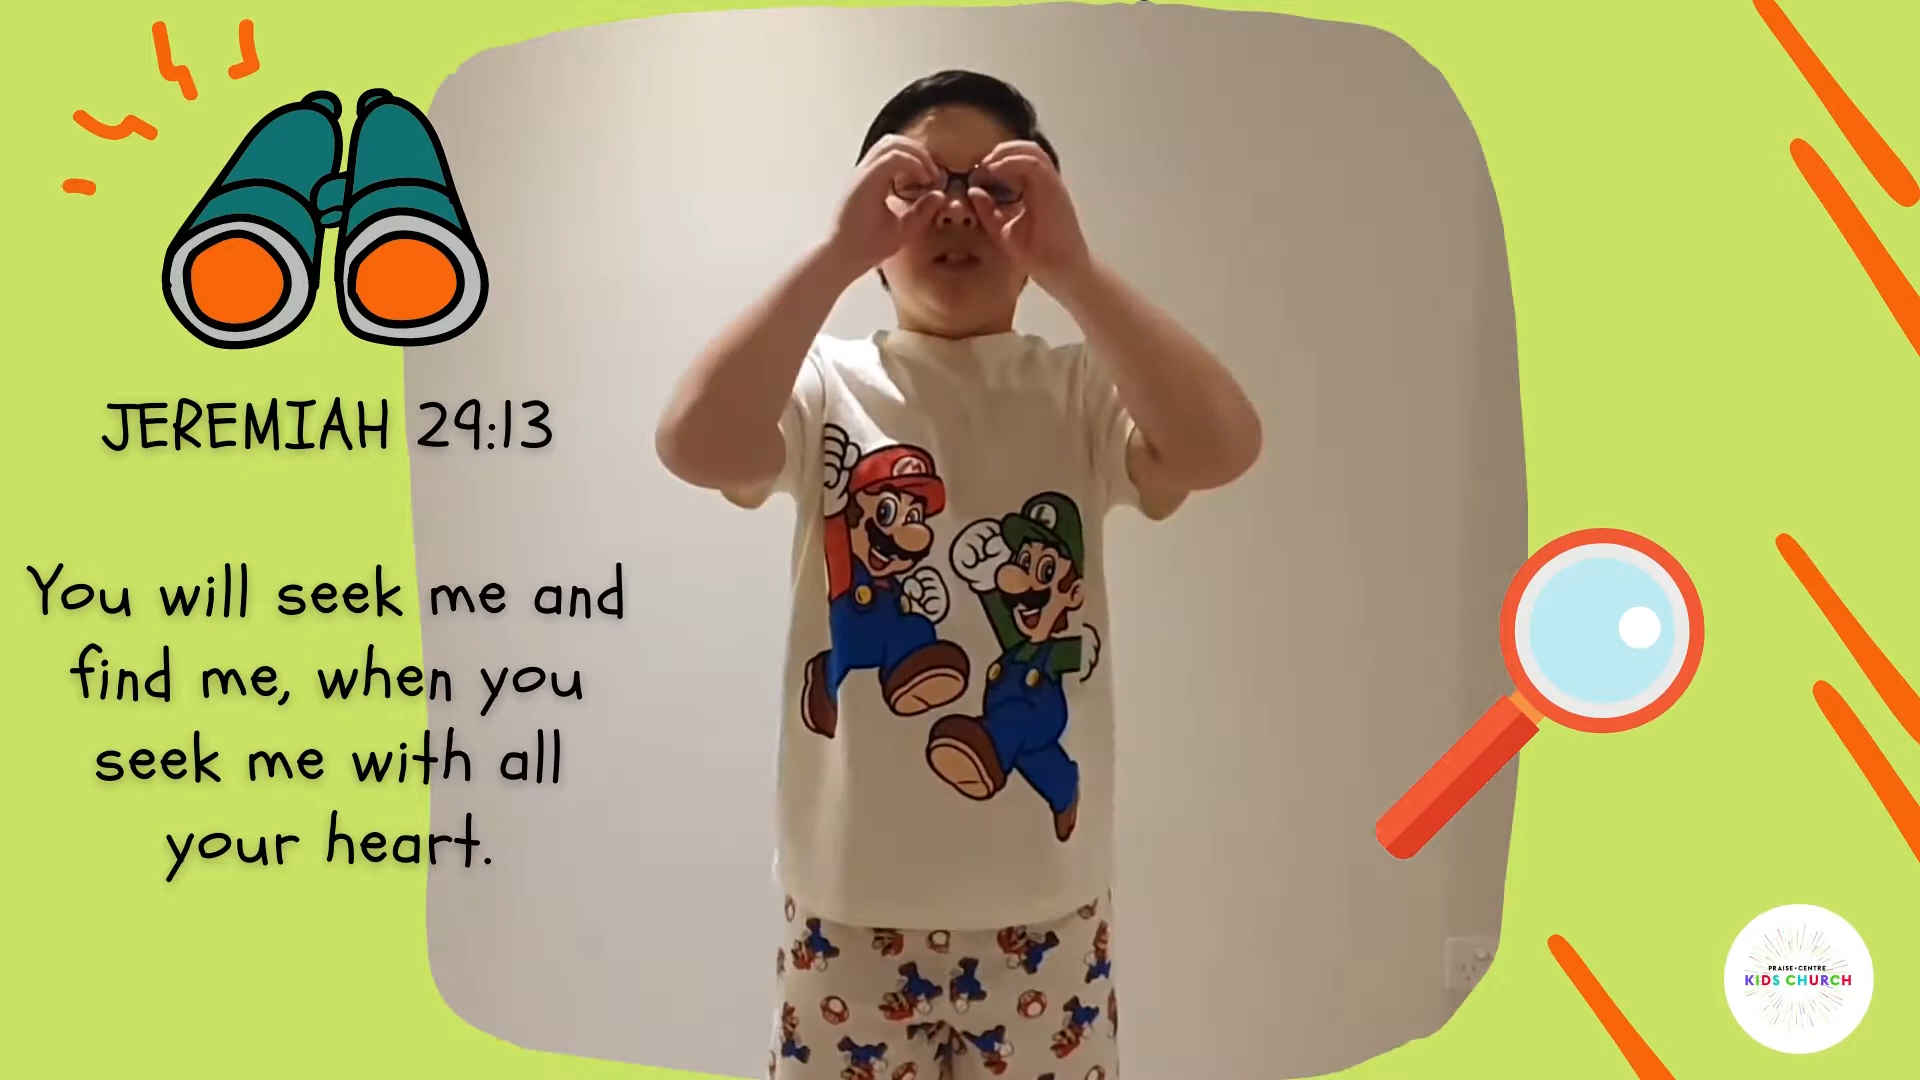 JEREMIAH 29:13
You will seek me and
find me, when you
seek me with all
your heart.
M
L
PRAISE•CENTRE
KIDS CHURCH